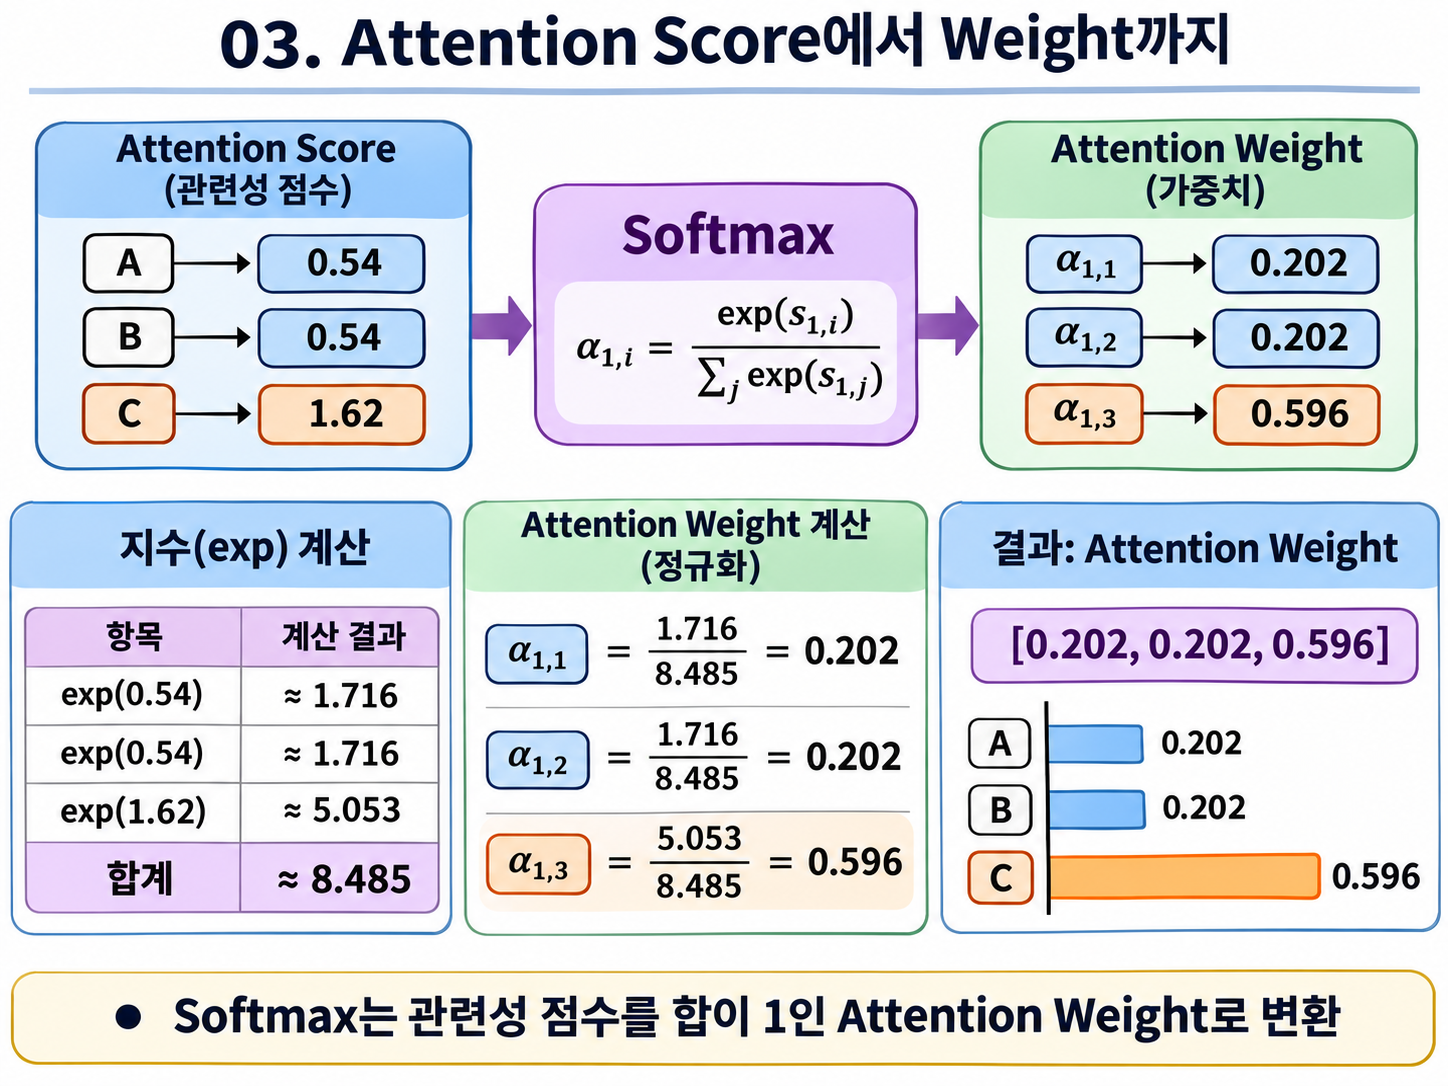 03. Attention Score에서 Weight까지
Attention Score
(관련성 점수)
A 0.54
B 0.54
C 1.62
Softmax
α1,i = exp(s1,i) / ∑j exp(s1,j)
Attention Weight
(가중치)
α1,1 0.202
α1,2 0.202
α1,3 0.596
지수(exp) 계산
항목 계산 결과
exp(0.54) ≈ 1.716
exp(0.54) ≈ 1.716
exp(1.62) ≈ 5.053
합계 ≈ 8.485
Attention Weight 계산
(정규화)
α1,1 = 1.716 / 8.485 = 0.202
α1,2 = 1.716 / 8.485 = 0.202
α1,3 = 5.053 / 8.485 = 0.596
결과: Attention Weight
[0.202, 0.202, 0.596]
A 0.202
B 0.202
C 0.596
● Softmax는 관련성 점수를 합이 1인 Attention Weight로 변환